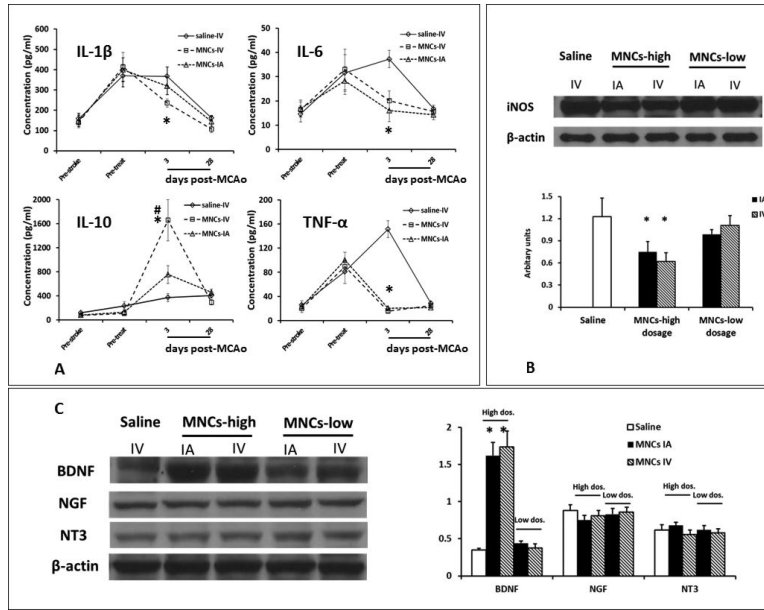 IL-1β
saline-IV
MNCs-IV
MNCs-IA
Concentration (pg/ml)
600
500
400
300
200
100
0
*
Pre-stroke
Pre-treat
3
28
days post-MCAo
IL-6
saline-IV
MNCs-IV
MNCs-IA
Concentration (pg/ml)
60
50
40
30
20
10
0
*
Pre-stroke
Pre-treat
3
28
days post-MCAo
IL-10
saline-IV
MNCs-IV
MNCs-IA
Concentration (pg/ml)
2000
1600
1200
800
400
0
#
*
Pre-stroke
Pre-treat
3
28
days post-MCAo
TNF-α
saline-IV
MNCs-IV
MNCs-IA
Concentration (pg/ml)
200
150
100
50
0
*
Pre-stroke
Pre-treat
3
28
days post-MCAo
A
Saline MNCs-high MNCs-low
IV IA IV IA IV
iNOS
β-actin
Arbitary units
1.5
1.2
0.9
0.6
0.3
0
* *
IA
IV
Saline MNCs-high MNCs-low
dosage dosage
B
C
Saline MNCs-high MNCs-low
IV IA IV IA IV
BDNF
NGF
NT3
β-actin
2
1.5
1
0.5
0
High dos.
* *
Low dos.
High dos.
Low dos.
High dos.
Low dos.
Saline
MNCs IA
MNCs IV
BDNF NGF NT3